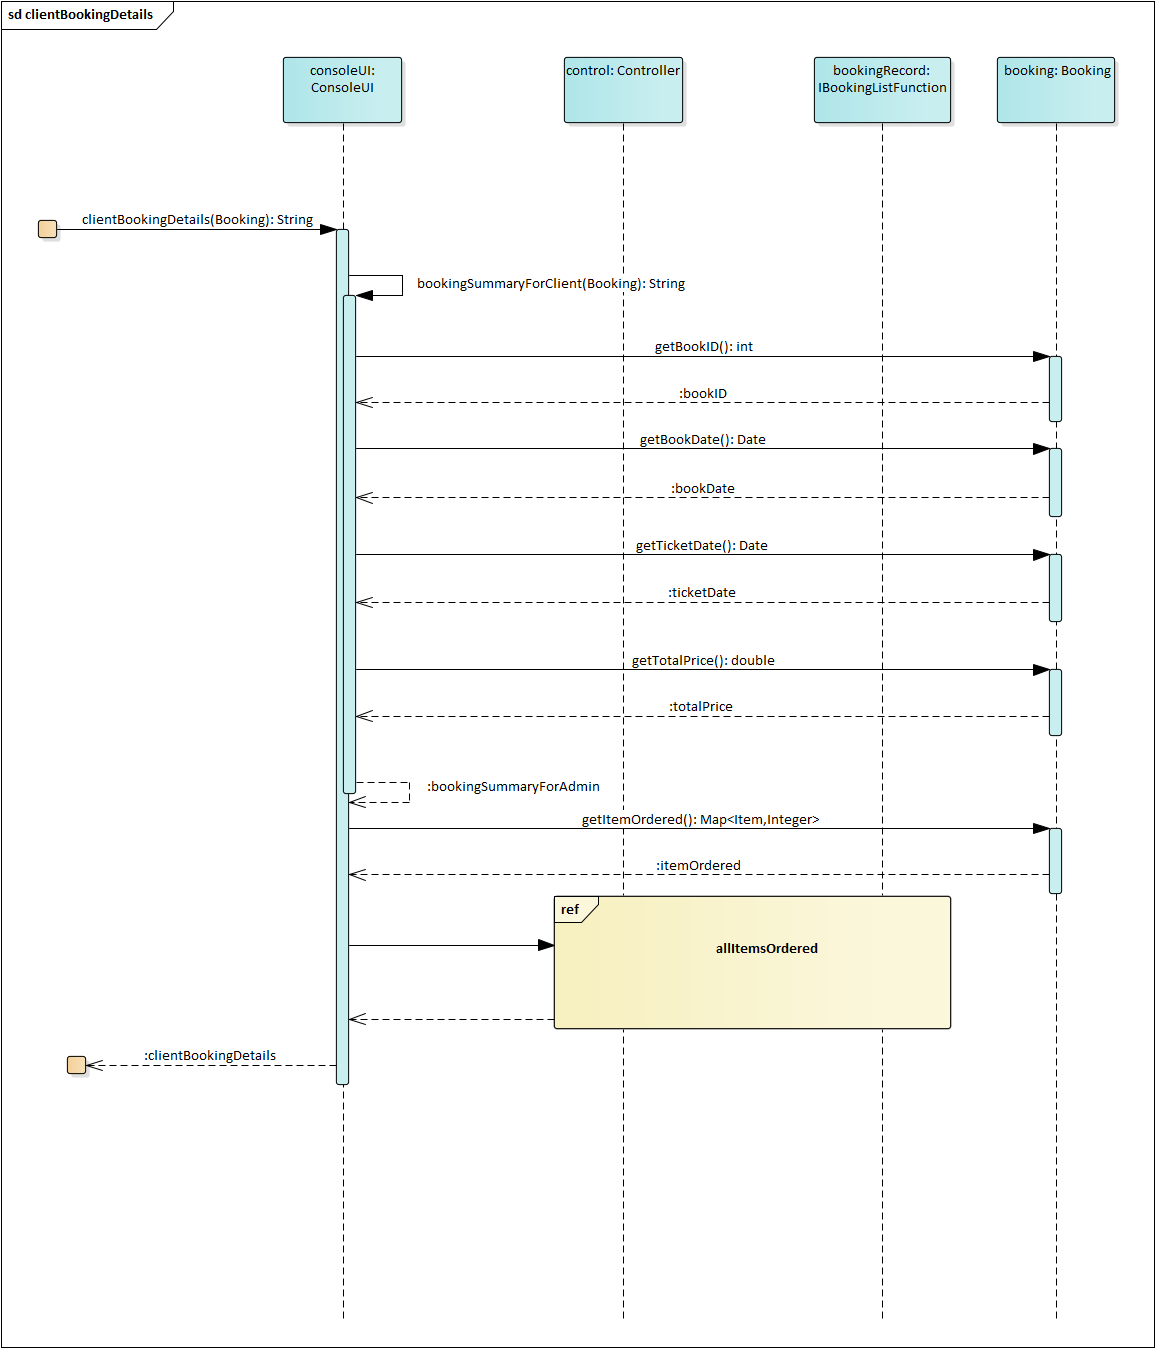 sd clientBookingDetails
consoleUI:
ConsoleUI
control: Controller
bookingRecord:
IBookingListFunction
booking: Booking
clientBookingDetails(Booking): String
bookingSummaryForClient(Booking): String
getBookID(): int
:bookID
getBookDate(): Date
:bookDate
getTicketDate(): Date
:ticketDate
getTotalPrice(): double
:totalPrice
:bookingSummaryForAdmin
getItemOrdered(): Map<Item,Integer>
:itemOrdered
ref
allItemsOrdered
:clientBookingDetails